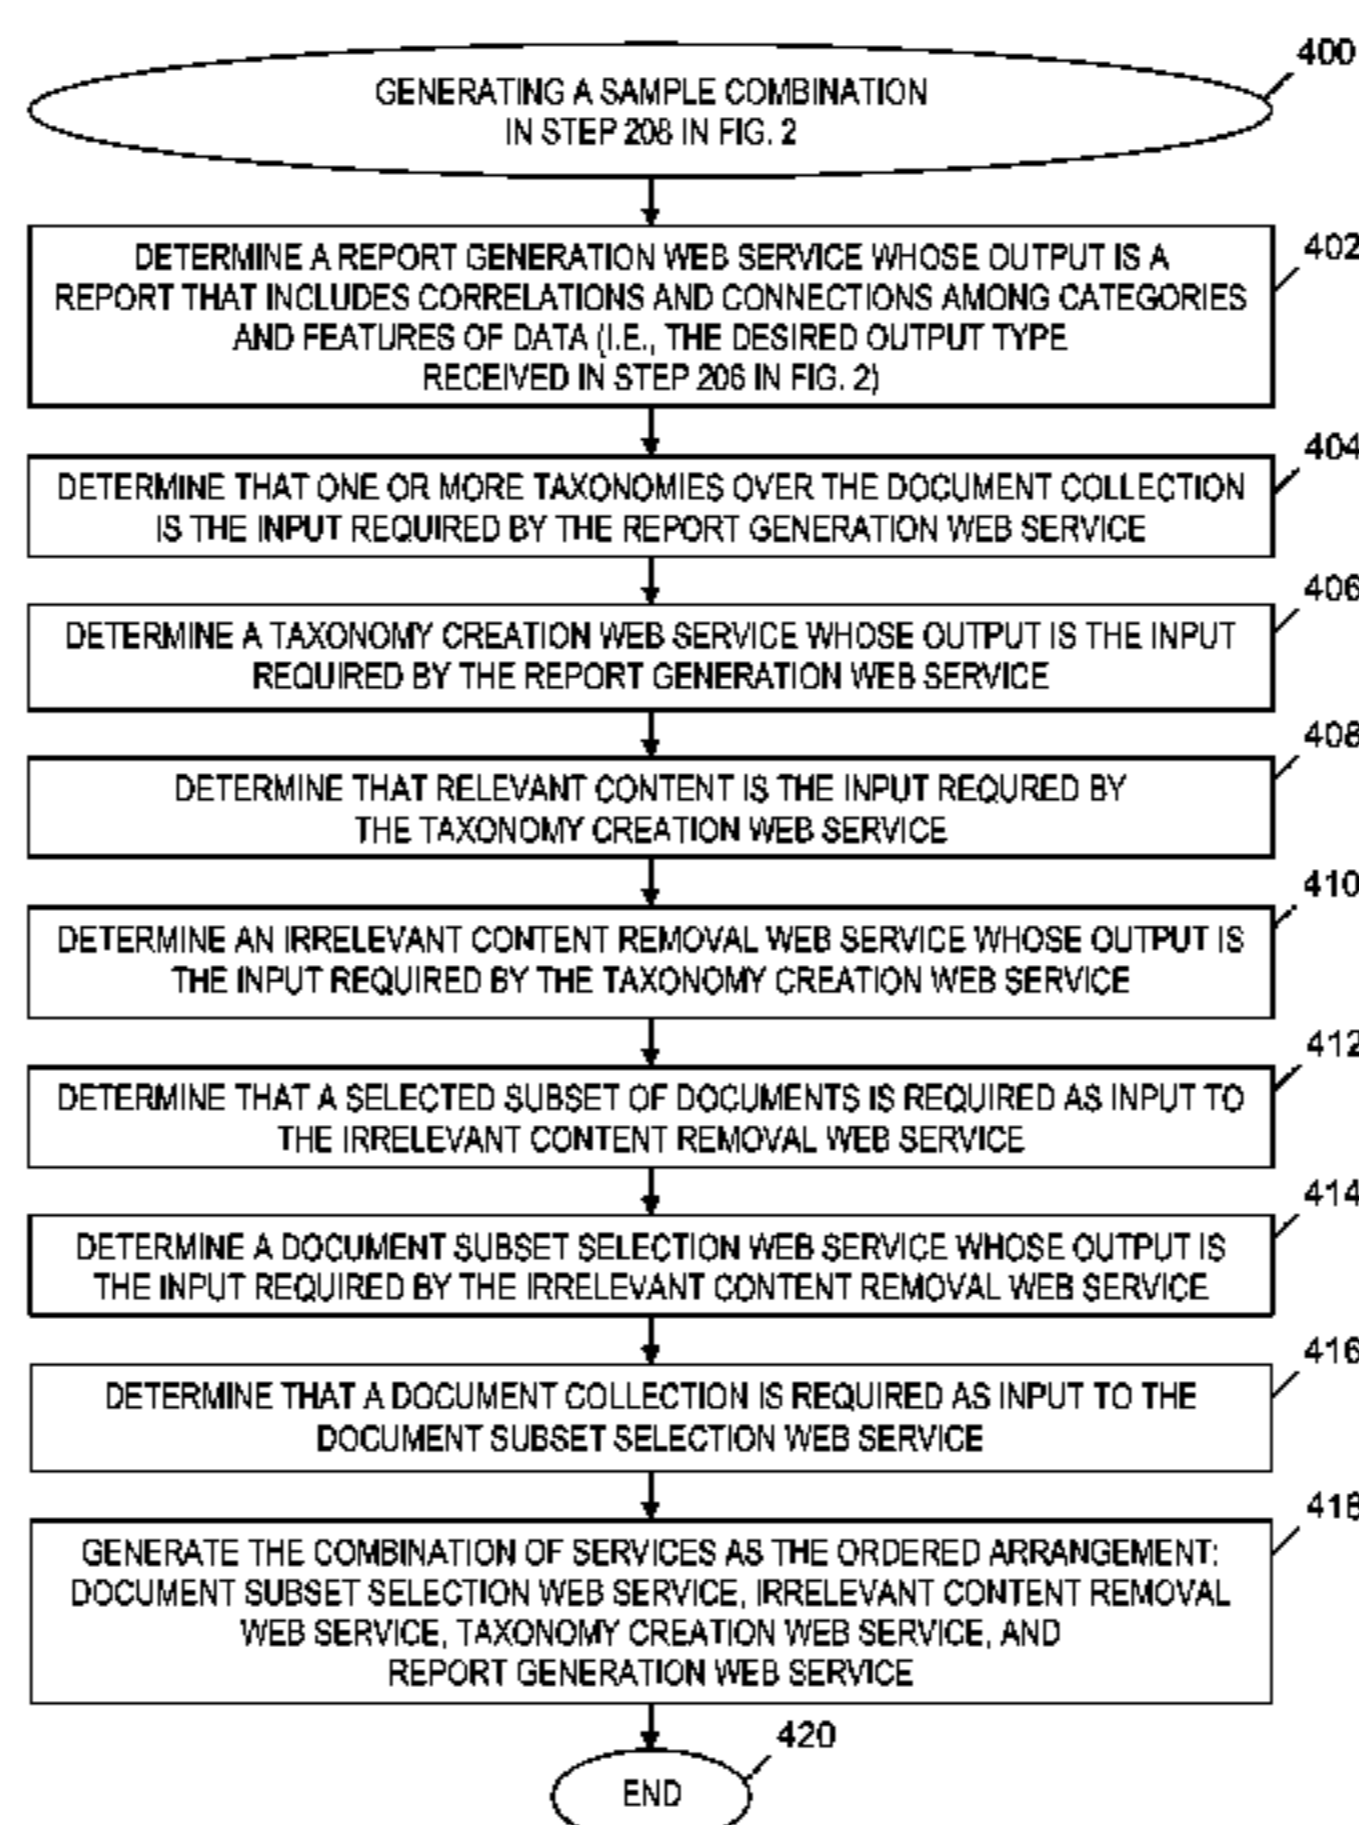 400
GENERATING A SAMPLE COMBINATION
IN STEP 208 IN FIG. 2
402
DETERMINE A REPORT GENERATION WEB SERVICE WHOSE OUTPUT IS A
REPORT THAT INCLUDES CORRELATIONS AND CONNECTIONS AMONG CATEGORIES
AND FEATURES OF DATA (I.E., THE DESIRED OUTPUT TYPE
RECEIVED IN STEP 206 IN FIG. 2)
404
DETERMINE THAT ONE OR MORE TAXONOMIES OVER THE DOCUMENT COLLECTION
IS THE INPUT REQUIRED BY THE REPORT GENERATION WEB SERVICE
406
DETERMINE A TAXONOMY CREATION WEB SERVICE WHOSE OUTPUT IS THE INPUT
REQUIRED BY THE REPORT GENERATION WEB SERVICE
408
DETERMINE THAT RELEVANT CONTENT IS THE INPUT REQURED BY
THE TAXONOMY CREATION WEB SERVICE
410
DETERMINE AN IRRELEVANT CONTENT REMOVAL WEB SERVICE WHOSE OUTPUT IS
THE INPUT REQUIRED BY THE TAXONOMY CREATION WEB SERVICE
412
DETERMINE THAT A SELECTED SUBSET OF DOCUMENTS IS REQUIRED AS INPUT TO
THE IRRELEVANT CONTENT REMOVAL WEB SERVICE
414
DETERMINE A DOCUMENT SUBSET SELECTION WEB SERVICE WHOSE OUTPUT IS
THE INPUT REQUIRED BY THE IRRELEVANT CONTENT REMOVAL WEB SERVICE
416
DETERMINE THAT A DOCUMENT COLLECTION IS REQUIRED AS INPUT TO THE
DOCUMENT SUBSET SELECTION WEB SERVICE
418
GENERATE THE COMBINATION OF SERVICES AS THE ORDERED ARRANGEMENT:
DOCUMENT SUBSET SELECTION WEB SERVICE, IRRELEVANT CONTENT REMOVAL
WEB SERVICE, TAXONOMY CREATION WEB SERVICE, AND
REPORT GENERATION WEB SERVICE
420
END